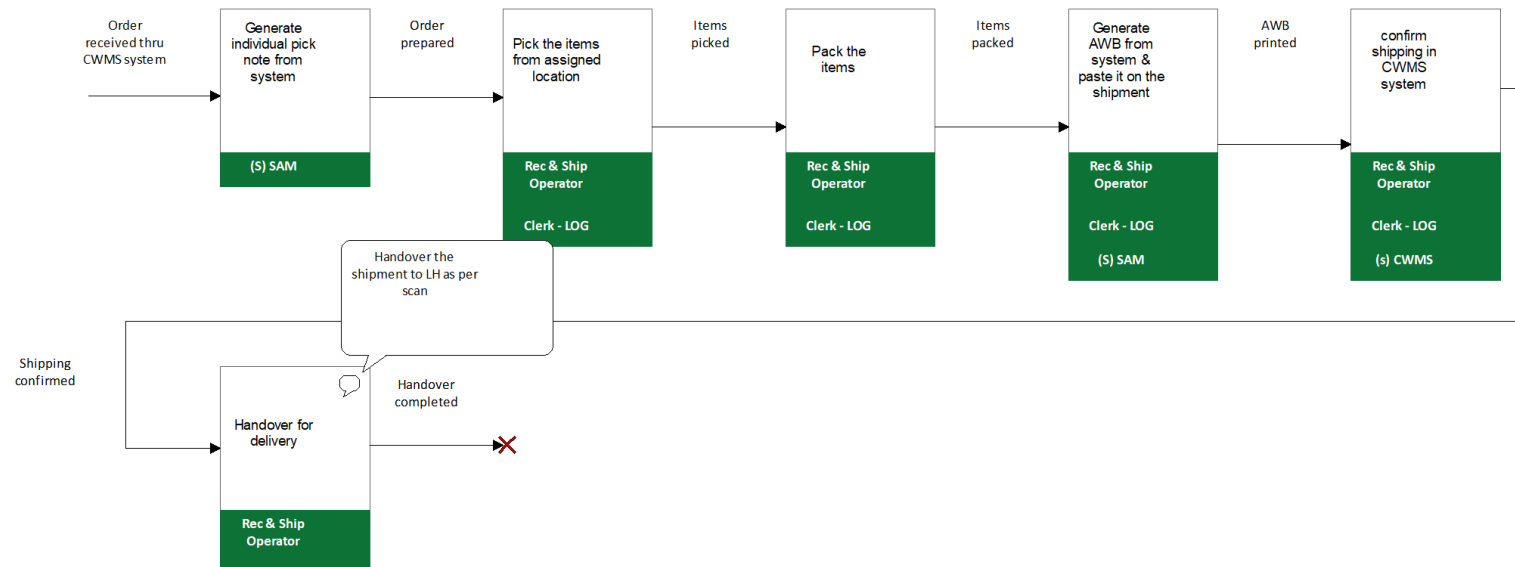 Order
received thru
CWMS system
Generate
individual pick
note from
system
(S) SAM
Order
prepared
Pick the items
from assigned
location
Rec & Ship
Operator
Clerk - LOG
Items
picked
Pack the
items
Rec & Ship
Operator
Clerk - LOG
Items
packed
Generate
AWB from
system &
paste it on the
shipment
Rec & Ship
Operator
Clerk - LOG
(S) SAM
AWB
printed
confirm
shipping in
CWMS
system
Rec & Ship
Operator
Clerk - LOG
(s) CWMS
Handover the
shipment to LH as per
scan
Shipping
confirmed
Handover for
delivery
Rec & Ship
Operator
Handover
completed